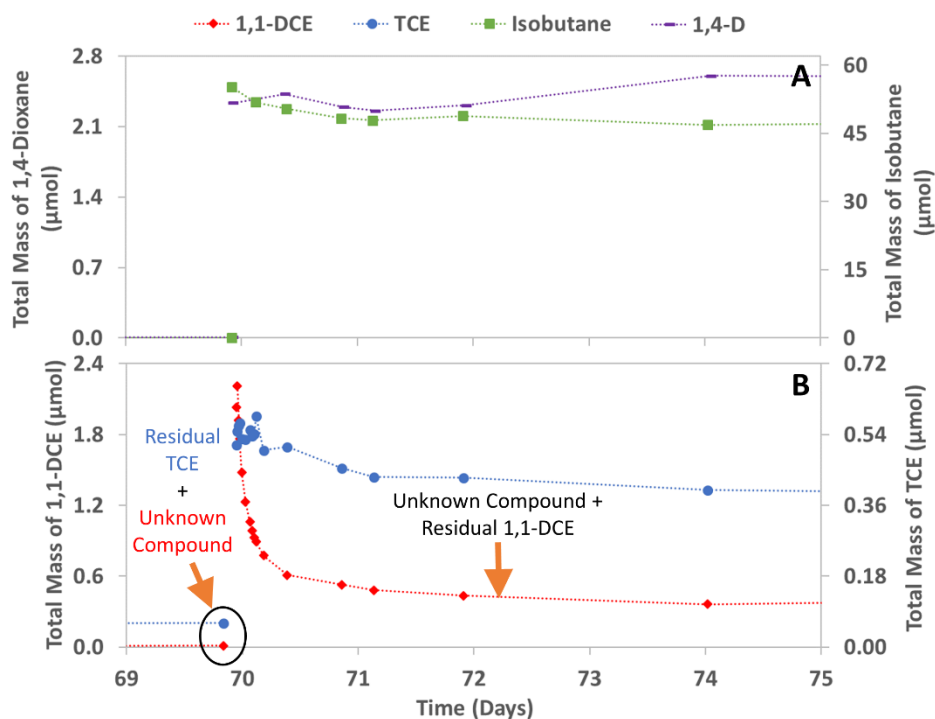 1,1-DCE TCE Isobutane 1,4-D
A
Total Mass of 1,4-Dioxane
(µmol)
2.8
2.1
1.4
0.7
0.0
60
45
30
15
0
Total Mass of Isobutane
(µmol)
B
Total Mass of 1,1-DCE (µmol)
2.4
1.8
1.2
0.6
0.0
Residual
TCE
+
Unknown
Compound
Unknown Compound +
Residual 1,1-DCE
0.72
0.54
0.36
0.18
0.00
Total Mass of TCE (µmol)
69 70 71 72 73 74 75
Time (Days)